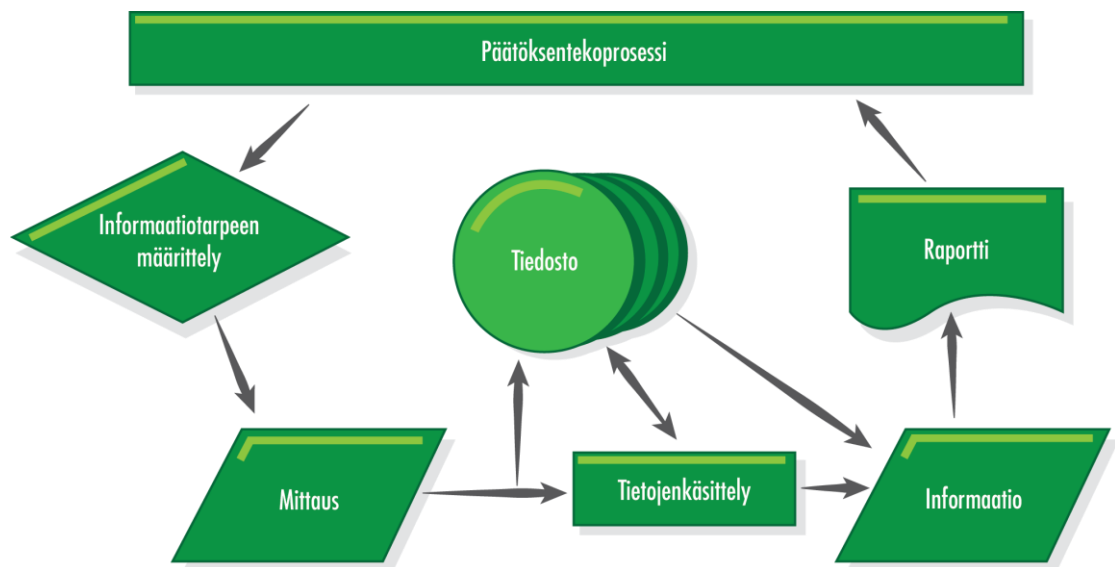 Päätöksentekoprosessi
Informaatiotarpeen
määrittely
Tiedosto
Raportti
Mittaus
Tietojenkäsittely
Informaatio